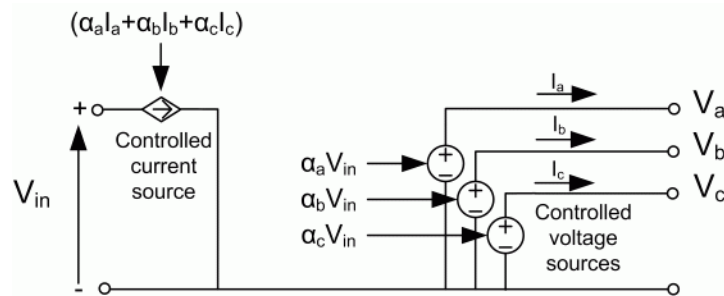 (αaIa+αbIb+αcIc)
+
Controlled
current
source
Vin
-
αaVin
αbVin
αcVin
+
−
+
−
+
−
Ia
Ib
Ic
Controlled
voltage
sources
Va
Vb
Vc